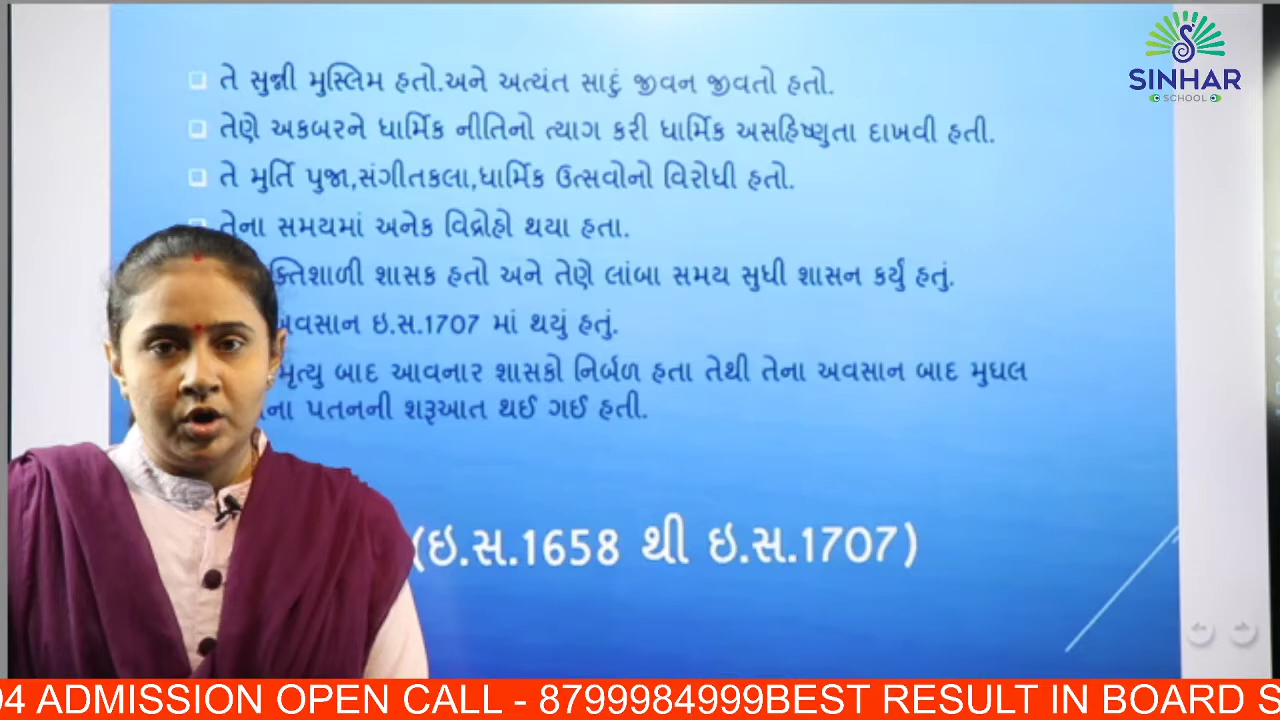 SINHAR
SCHOOL
તે સુન્ની મુસ્લિમ હતો.અને અત્યંત સાદું જીવન જીવતો હતો.
તેણે અકબરને ધાર્મિક નીતિનો ત્યાગ કરી ધાર્મિક અસહિષ્ણુતા દાખવી હતી.
તે મુર્તિ પુજા,સંગીતકલા,ધાર્મિક ઉત્સવોનો વિરોધી હતો.
તેના સમયમાં અનેક વિદ્રોહો થયા હતા.
ક્તિશાળી શાસક હતો અને તેણે લાંબા સમય સુધી શાસન કર્યું હતું.
અવસાન ઇ.સ.1707 માં થયું હતું.
મૃત્યુ બાદ આવનાર શાસકો નિર્બળ હતા તેથી તેના અવસાન બાદ મુઘલ
ના પતનની શરૂઆત થઈ ગઈ હતી.
(ઇ.સ.1658 થી ઇ.સ.1707)
04 ADMISSION OPEN CALL - 8799984999BEST RESULT IN BOARD S